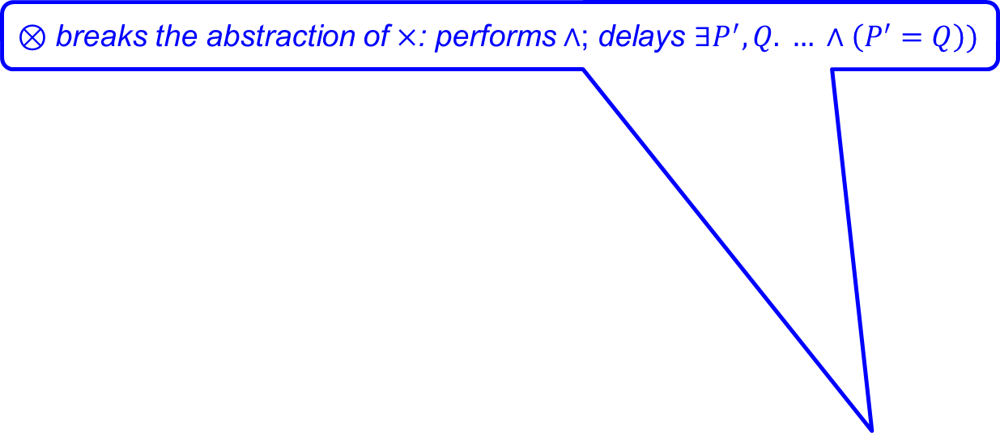 ⊗ breaks the abstraction of ×: performs ∧; delays ∃P′, Q. … ∧ (P′ = Q))